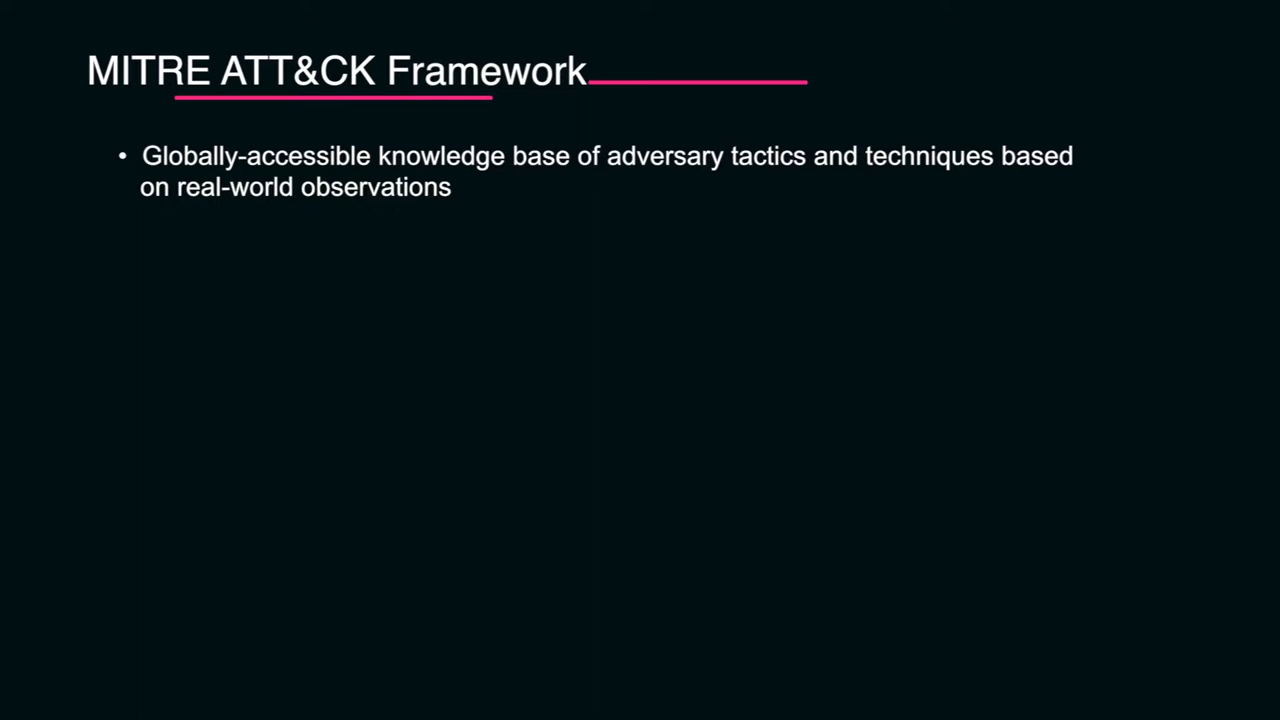 MITRE ATT&CK Framework
• Globally-accessible knowledge base of adversary tactics and techniques based
on real-world observations